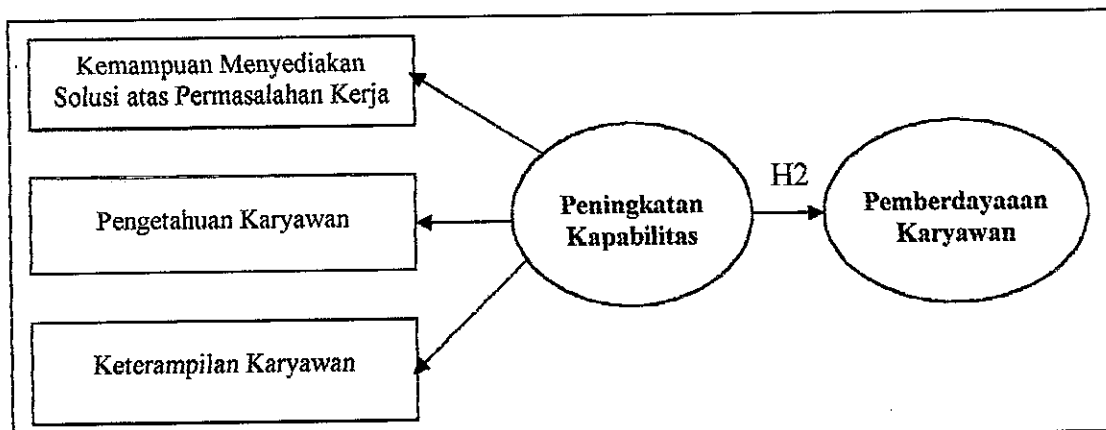 Kemampuan Menyediakan
Solusi atas Permasalahan Kerja
Pengetahuan Karyawan
Keterampilan Karyawan
Peningkatan
Kapabilitas
H2
Pemberdayaaan
Karyawan